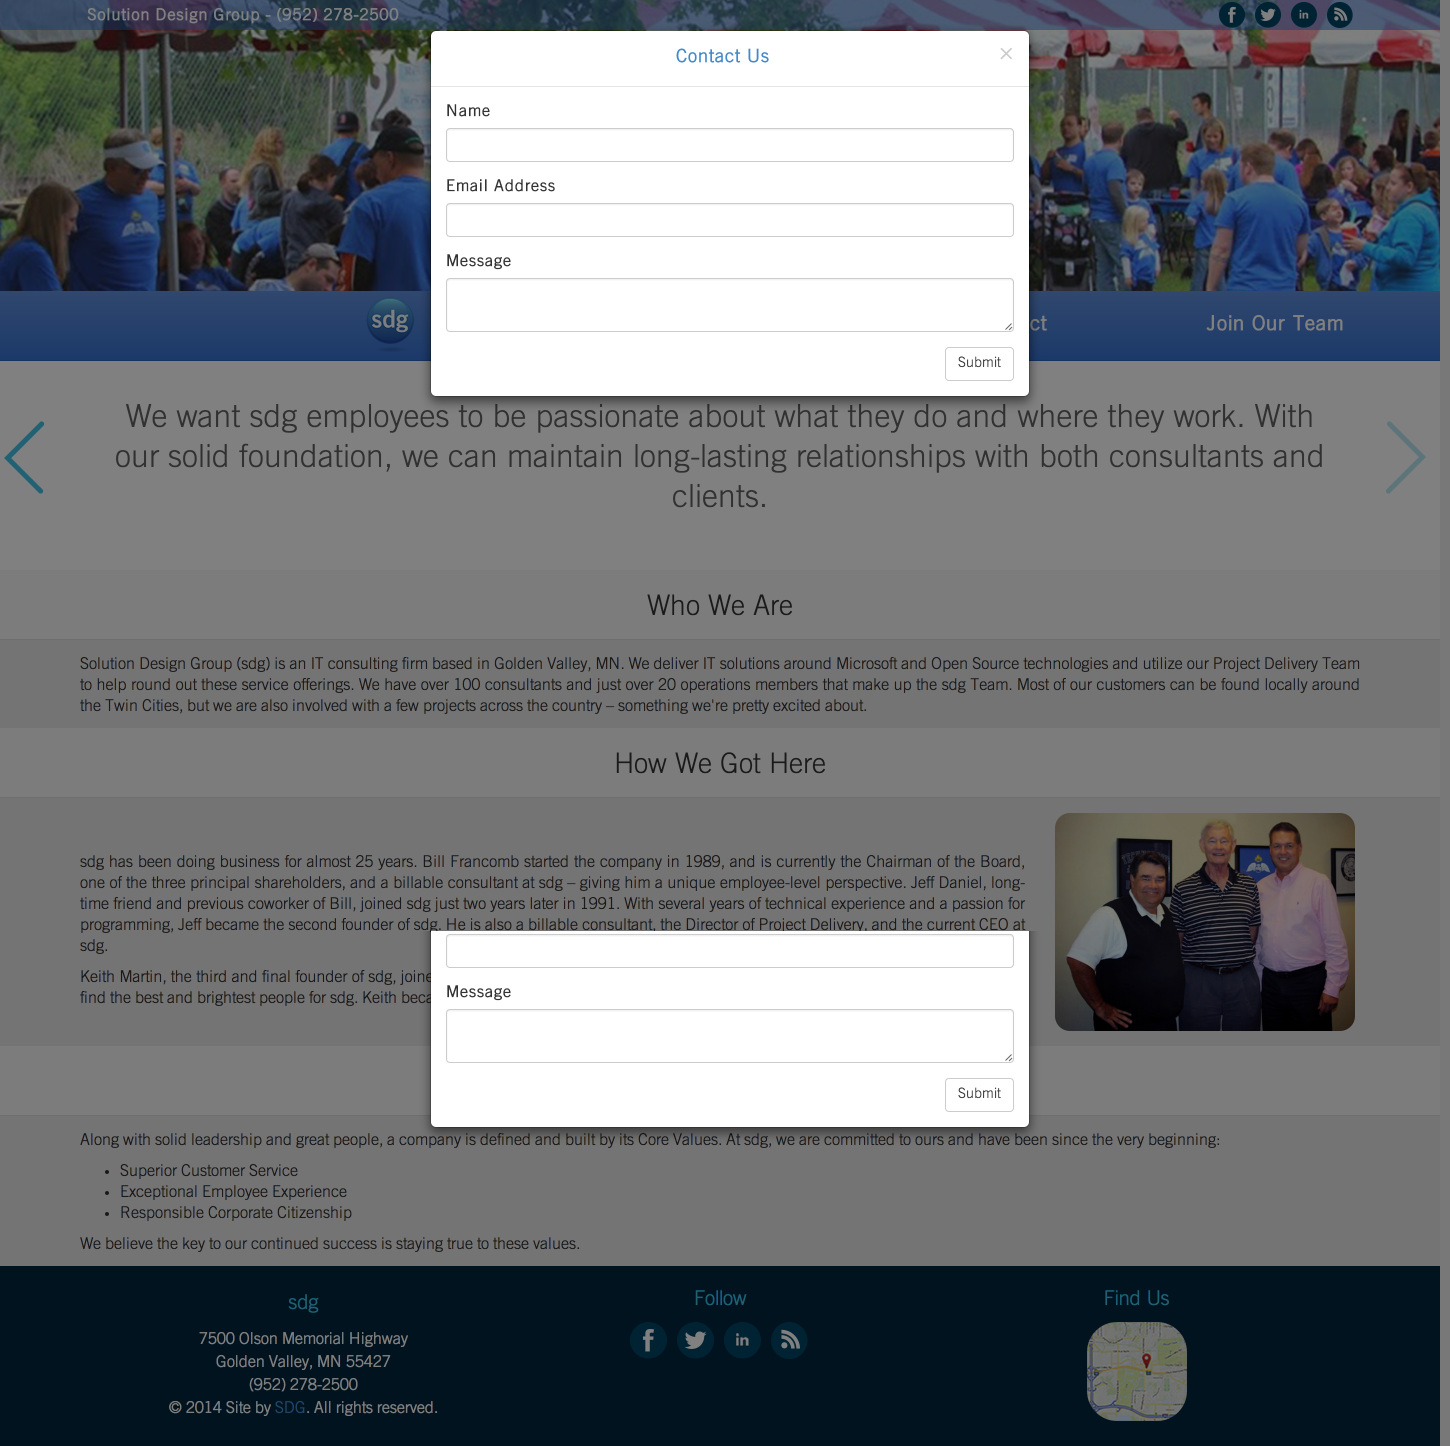 Solution Design Group - (952) 278-2500
Contact Us
×
Name
Email Address
Message
Submit
sdg
ct
Join Our Team
We want sdg employees to be passionate about what they do and where they work. With
our solid foundation, we can maintain long-lasting relationships with both consultants and
clients.
Who We Are
Solution Design Group (sdg) is an IT consulting firm based in Golden Valley, MN. We deliver IT solutions around Microsoft and Open Source technologies and utilize our Project Delivery Team
to help round out these service offerings. We have over 100 consultants and just over 20 operations members that make up the sdg Team. Most of our customers can be found locally around
the Twin Cities, but we are also involved with a few projects across the country – something we're pretty excited about.
How We Got Here
sdg has been doing business for almost 25 years. Bill Francomb started the company in 1989, and is currently the Chairman of the Board,
one of the three principal shareholders, and a billable consultant at sdg – giving him a unique employee-level perspective. Jeff Daniel, long-
time friend and previous coworker of Bill, joined sdg just two years later in 1991. With several years of technical experience and a passion for
programming, Jeff became the second founder of sdg. He is also a billable consultant, the Director of Project Delivery, and the current CEO at
sdg.
Keith Martin, the third and final founder of sdg, joine
find the best and brightest people for sdg. Keith beca
Message
Submit
Along with solid leadership and great people, a company is defined and built by its Core Values. At sdg, we are committed to ours and have been since the very beginning:
• Superior Customer Service
• Exceptional Employee Experience
• Responsible Corporate Citizenship
We believe the key to our continued success is staying true to these values.
sdg
7500 Olson Memorial Highway
Golden Valley, MN 55427
(952) 278-2500
© 2014 Site by SDG. All rights reserved.
Follow
in
Find Us